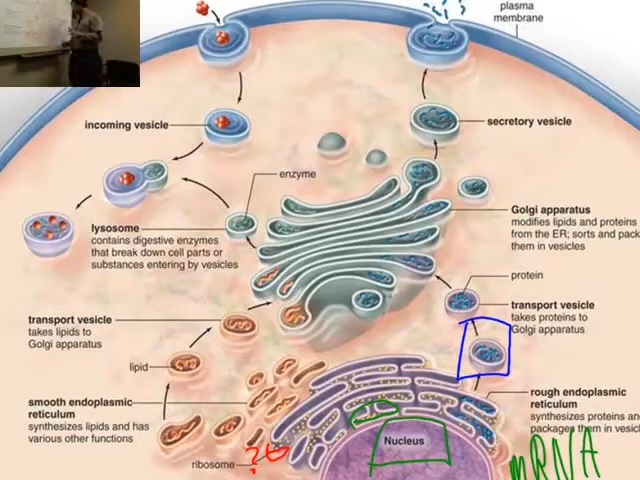 plasma
membrane
incoming vesicle
secretory vesicle
enzyme
lysosome
contains digestive enzymes
that break down cell parts or
substances entering by vesicles
Golgi apparatus
modifies lipids and proteins
from the ER; sorts and pack
them in vesicles
protein
transport vesicle
takes proteins to
Golgi apparatus
transport vesicle
takes lipids to
Golgi apparatus
lipid
smooth endoplasmic
reticulum
synthesizes lipids and has
various other functions
rough endoplasmic
reticulum
synthesizes proteins and
packages them in vesic
Nucleus
ribosome
mRNA